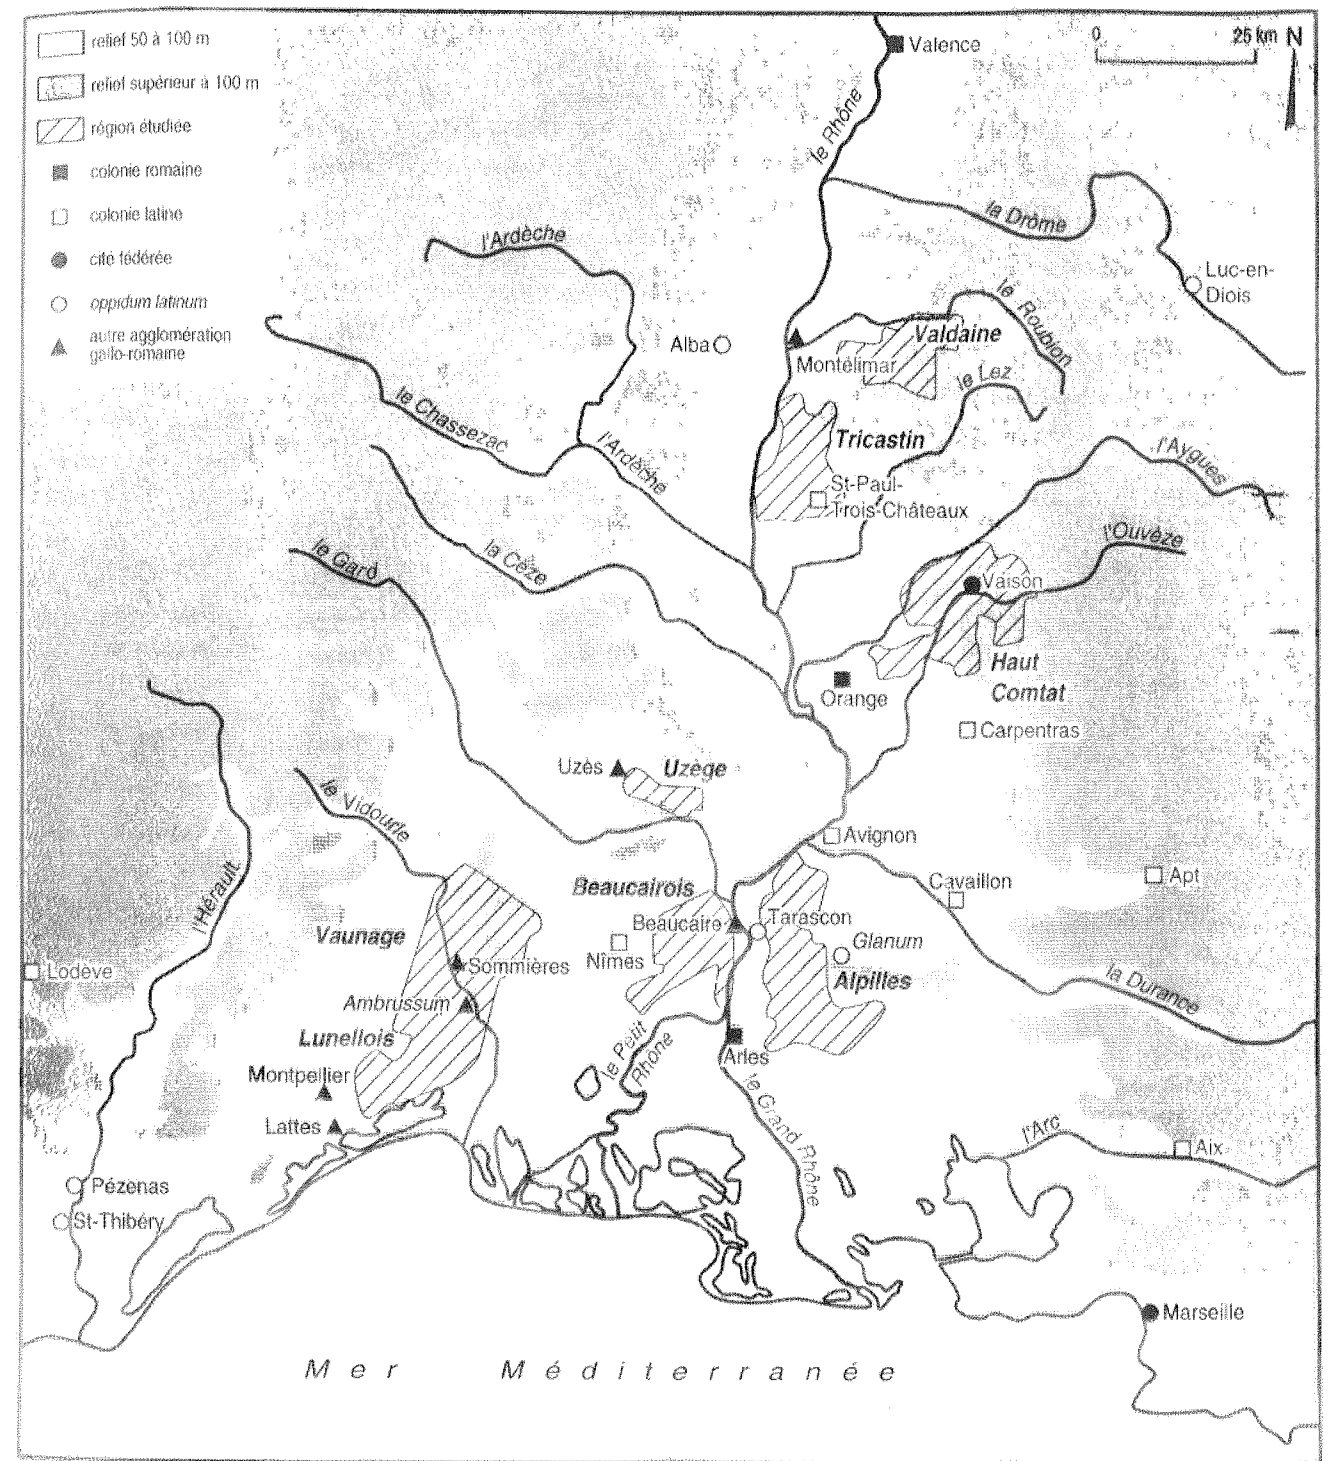 relief 50 à 100 m
relief supérieur à 100 m
région étudiée
colonie romaine
colonie latine
cité fédérée
oppidum latinum
autre agglomération
gallo-romaine
0
25 km
N
Valence
le Rhône
la Drôme
Luc-en-
Diois
l'Ardèche
le Roubion
Valdaine
Alba
Montélimar
le Lez
le Chassezac
l'Ardèche
Tricastin
St-Paul-
Trois-Châteaux
l'Aygues
l'Ouvèze
le Gard
la Cèze
Vaison
Haut
Comtat
Orange
Carpentras
Uzès
Uzège
le Vidourle
Avignon
Apt
Cavaillon
Beaucairois
l'Hérault
Vaunage
Beaucaire
Tarascon
Glanum
Nîmes
Sommières
Lodève
Alpilles
la Durance
Ambrussum
Lunellois
le Petit
Rhône
Arles
Montpellier
le Grand Rhône
Lattes
l'Arc
Aix
Pézenas
St-Thibéry
Marseille
Mer Méditerranée